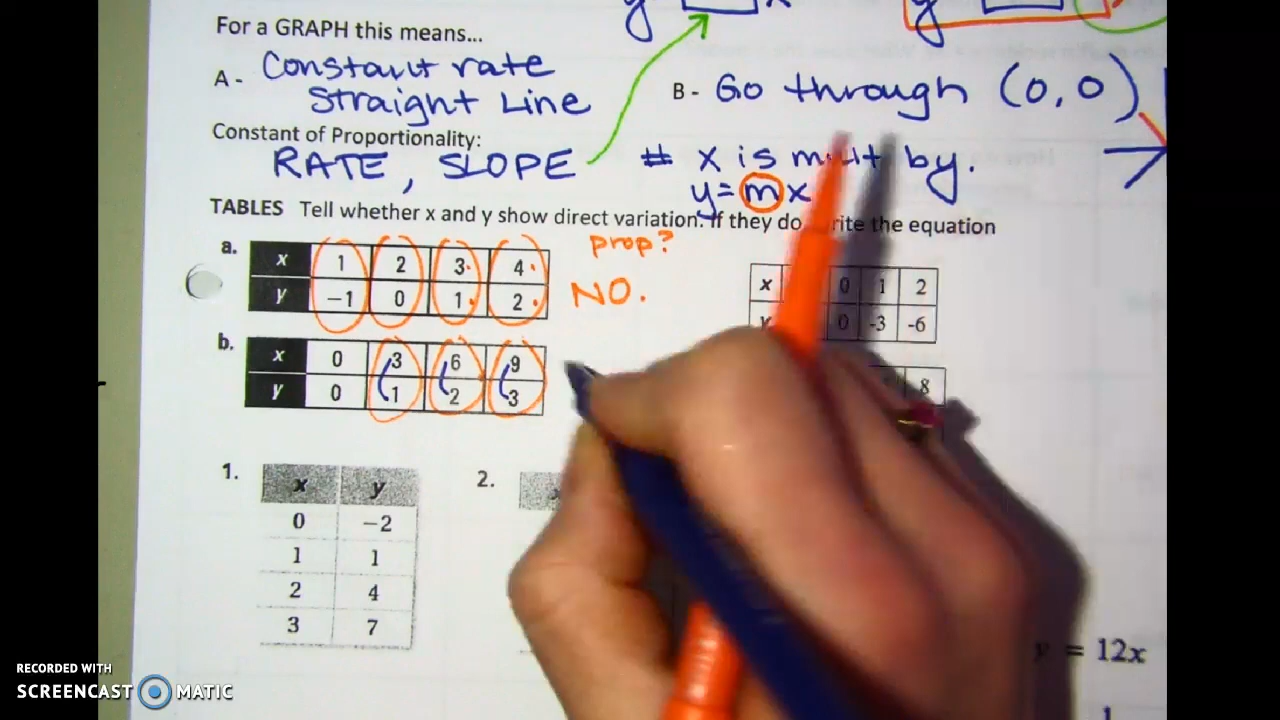 y x y
For a GRAPH this means...
A - Constant rate
straight Line
B - Go through (0,0)
Constant of Proportionality:
RATE, SLOPE
# x is mult by.
y=mx
TABLES Tell whether x and y show direct variation. If they do write the equation
a.
x 1 2 3 4
y −1 0 1 2
prop?
NO.
x 0 1 2
y 0 -3 -6
b.
x 0 3 6 9
y 0 1 2 3
8
1.
x y
0 −2
1 1
2 4
3 7
2.
y = 12x
1
RECORDED WITH
SCREENCAST MATIC